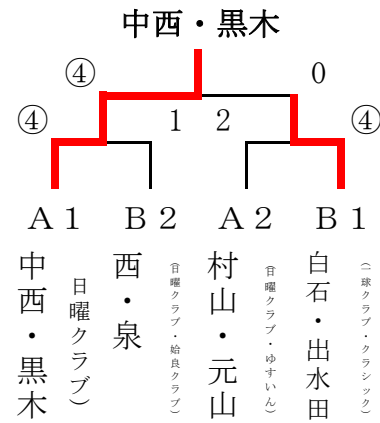 中西・黒木
④ 0
④ 1 2 ④
A1 B2 A2 B1
中西・黒木
日曜クラブ）
西・泉
（日曜クラブ・始良クラブ）
村山・元山
（日曜クラブ・ゆすいん）
白石・出水田
（一球クラブ・クラシック）